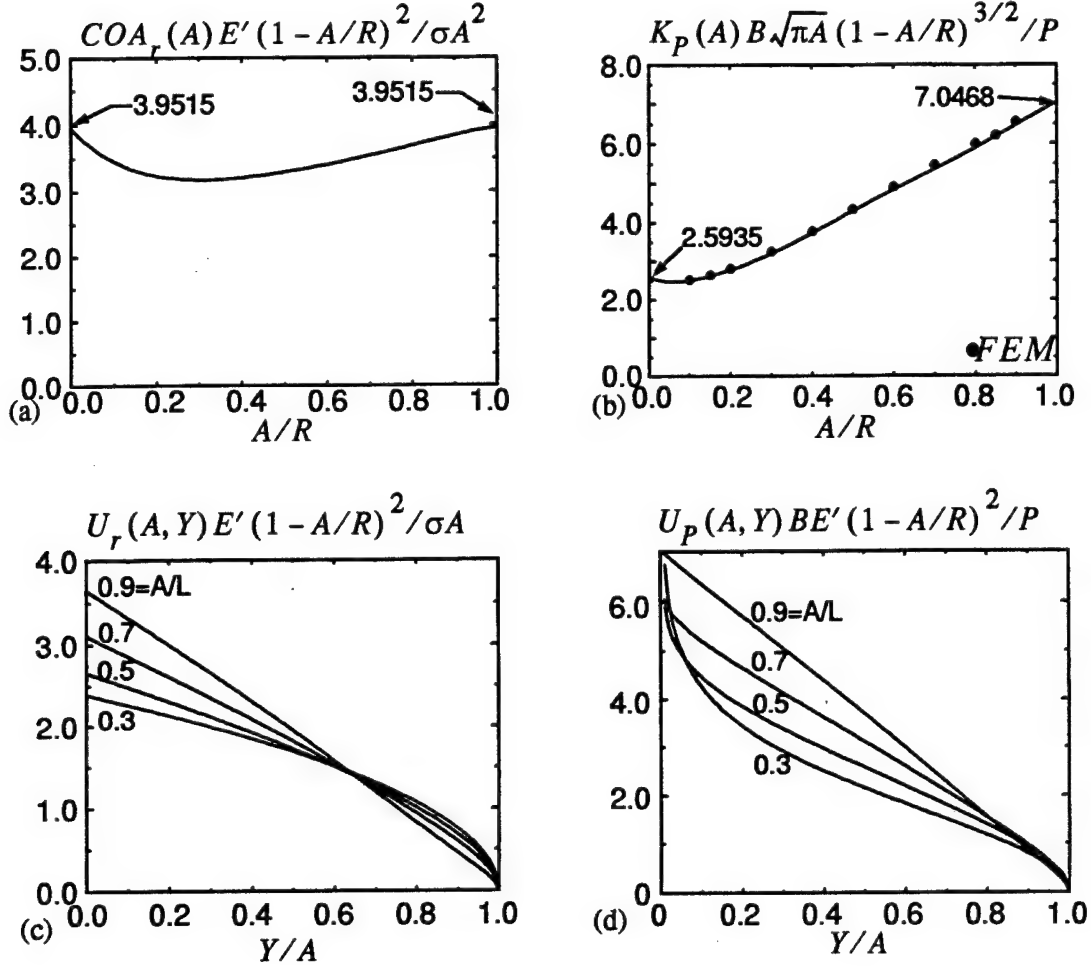 COA_r(A)E′(1−A/R)^2/σA^2
5.0
4.0
3.0
2.0
1.0
0.0
3.9515
3.9515
0.0 0.2 0.4 0.6 0.8 1.0
(a)
A/R
K_P(A)B√πA(1−A/R)^3/2/P
8.0
6.0
4.0
2.0
0.0
7.0468
2.5935
FEM
0.0 0.2 0.4 0.6 0.8 1.0
(b)
A/R
U_r(A,Y)E′(1−A/R)^2/σA
4.0
3.0
2.0
1.0
0.0
0.9=A/L
0.7
0.5
0.3
0.0 0.2 0.4 0.6 0.8 1.0
(c)
Y/A
U_P(A,Y)BE′(1−A/R)^2/P
6.0
4.0
2.0
0.0
0.9=A/L
0.7
0.5
0.3
0.0 0.2 0.4 0.6 0.8 1.0
(d)
Y/A